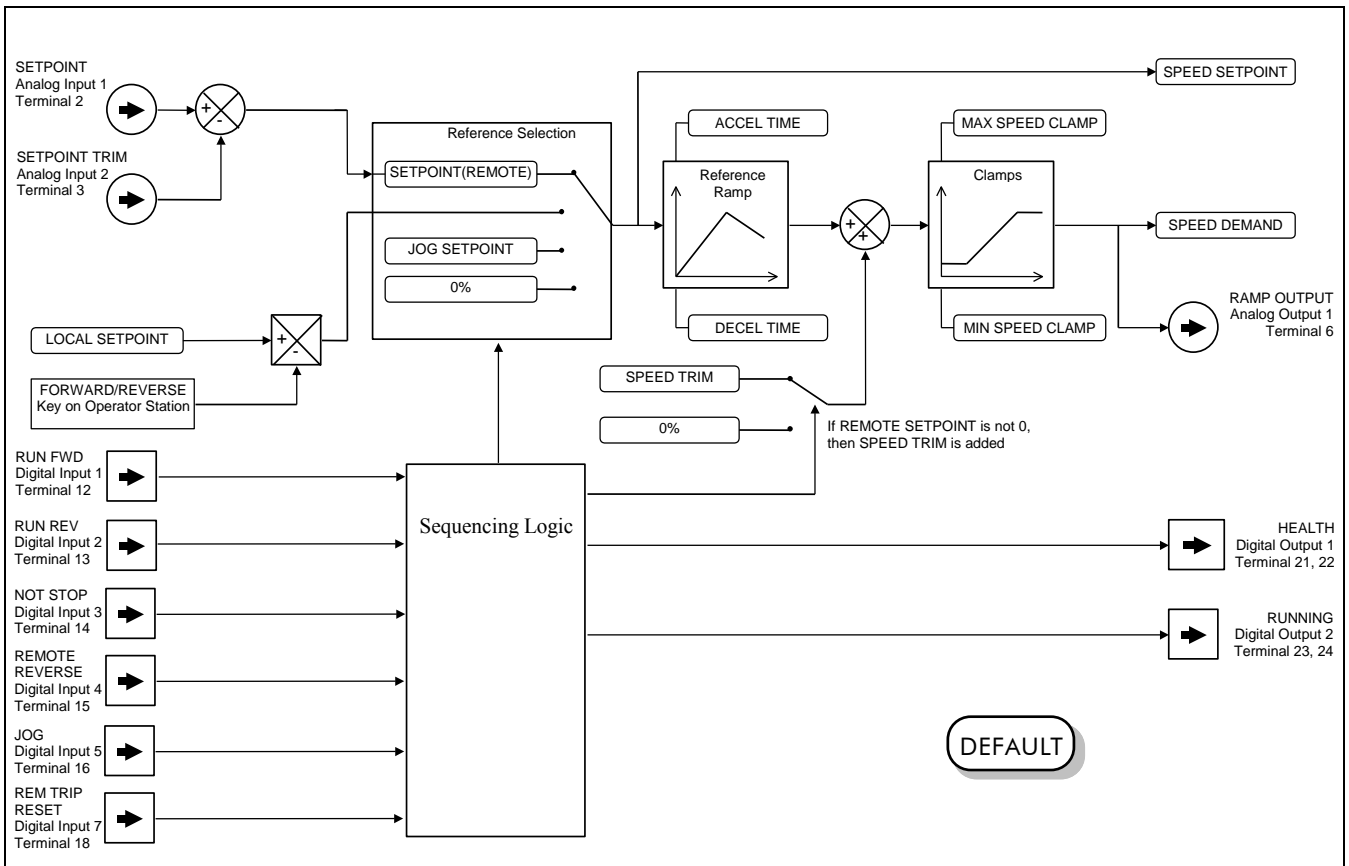 SETPOINT
Analog Input 1
Terminal 2
+
-
SETPOINT TRIM
Analog Input 2
Terminal 3
Reference Selection
SETPOINT(REMOTE)
JOG SETPOINT
0%
LOCAL SETPOINT
+
-
FORWARD/REVERSE
Key on Operator Station
SPEED SETPOINT
ACCEL TIME
Reference
Ramp
DECEL TIME
+
+
MAX SPEED CLAMP
Clamps
MIN SPEED CLAMP
SPEED DEMAND
RAMP OUTPUT
Analog Output 1
Terminal 6
SPEED TRIM
0%
If REMOTE SETPOINT is not 0,
then SPEED TRIM is added
RUN FWD
Digital Input 1
Terminal 12
RUN REV
Digital Input 2
Terminal 13
NOT STOP
Digital Input 3
Terminal 14
REMOTE
REVERSE
Digital Input 4
Terminal 15
JOG
Digital Input 5
Terminal 16
REM TRIP
RESET
Digital Input 7
Terminal 18
Sequencing Logic
HEALTH
Digital Output 1
Terminal 21, 22
RUNNING
Digital Output 2
Terminal 23, 24
DEFAULT